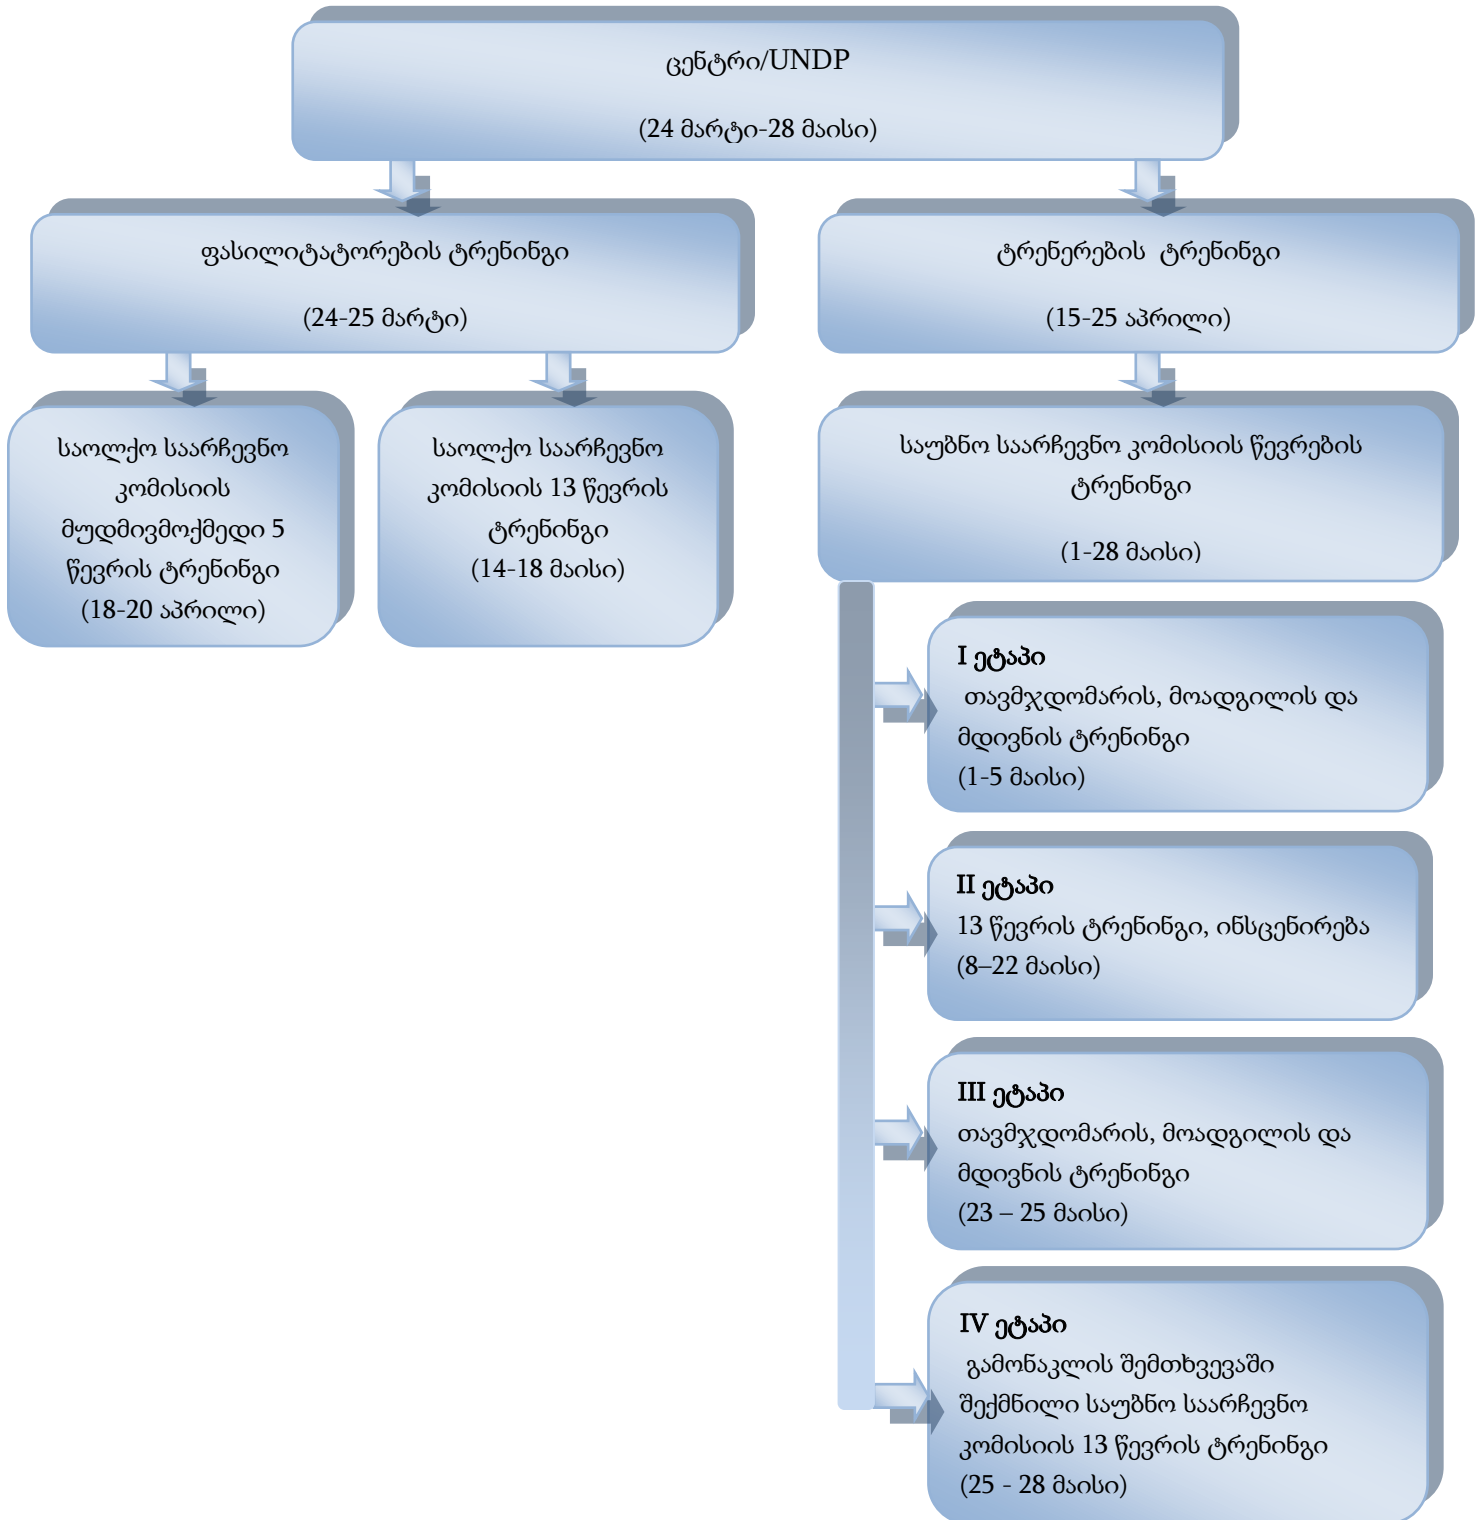 ცენტრი/UNDP
(24 მარტი-28 მაისი)
ფასილიტატორების ტრენინგი
(24-25 მარტი)
ტრენერების ტრენინგი
(15-25 აპრილი)
საოლქო საარჩევნო
კომისიის
მუდმივმოქმედი 5
წევრის ტრენინგი
(18-20 აპრილი)
საოლქო საარჩევნო
კომისიის 13 წევრის
ტრენინგი
(14-18 მაისი)
საუბნო საარჩევნო კომისიის წევრების
ტრენინგი
(1-28 მაისი)
I ეტაპი
თავმჯდომარის, მოადგილის და
მდივნის ტრენინგი
(1-5 მაისი)
II ეტაპი
13 წევრის ტრენინგი, ინსცენირება
(8–22 მაისი)
III ეტაპი
თავმჯდომარის, მოადგილის და
მდივნის ტრენინგი
(23 – 25 მაისი)
IV ეტაპი
გამონაკლის შემთხვევაში
შექმნილი საუბნო საარჩევნო
კომისიის 13 წევრის ტრენინგი
(25 - 28 მაისი)